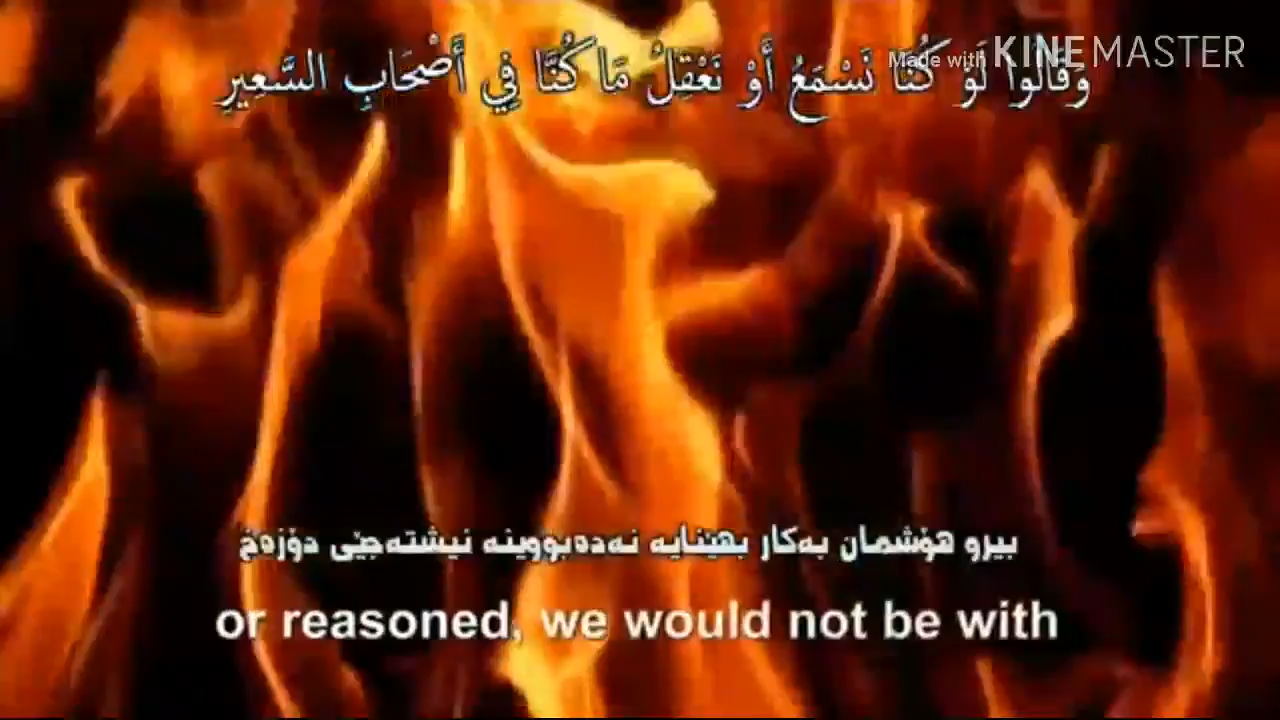 Made with KINEMASTER
وَقَالُوا لَوْ كُنَّا نَسْمَعُ أَوْ نَعْقِلُ مَا كُنَّا فِي أَصْحَابِ السَّعِيرِ
بیرو هۆشمان بەکار بهێنایە نەدەبووینە نیشتەجێی دۆزەخ
or reasoned, we would not be with